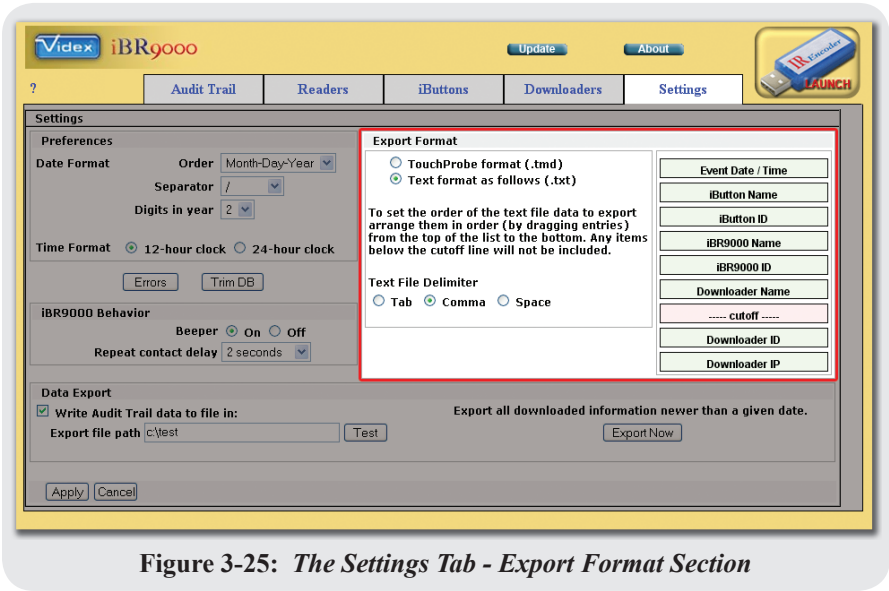 Videx iBR9000
Update
About
IR Encoder
LAUNCH
?
Audit Trail
Readers
iButtons
Downloaders
Settings
Settings
Preferences
Date Format
Order Month-Day-Year
Separator /
Digits in year 2
Time Format 12-hour clock 24-hour clock
Errors Trim DB
iBR9000 Behavior
Beeper On Off
Repeat contact delay 2 seconds
Export Format
TouchProbe format (.tmd)
Text format as follows (.txt)
To set the order of the text file data to export
arrange them in order (by dragging entries)
from the top of the list to the bottom. Any items
below the cutoff line will not be included.
Text File Delimiter
Tab Comma Space
Event Date / Time
iButton Name
iButton ID
iBR9000 Name
iBR9000 ID
Downloader Name
----- cutoff -----
Downloader ID
Downloader IP
Data Export
Write Audit Trail data to file in:
Export file path c:\test Test
Export all downloaded information newer than a given date.
Export Now
Apply Cancel
Figure 3-25: The Settings Tab - Export Format Section